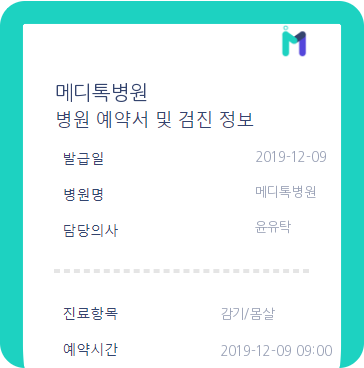 메디톡병원
병원 예약서 및 검진 정보
발급일 2019-12-09
병원명 메디톡병원
담당의사 윤유탁
진료항목 감기/몸살
예약시간 2019-12-09 09:00